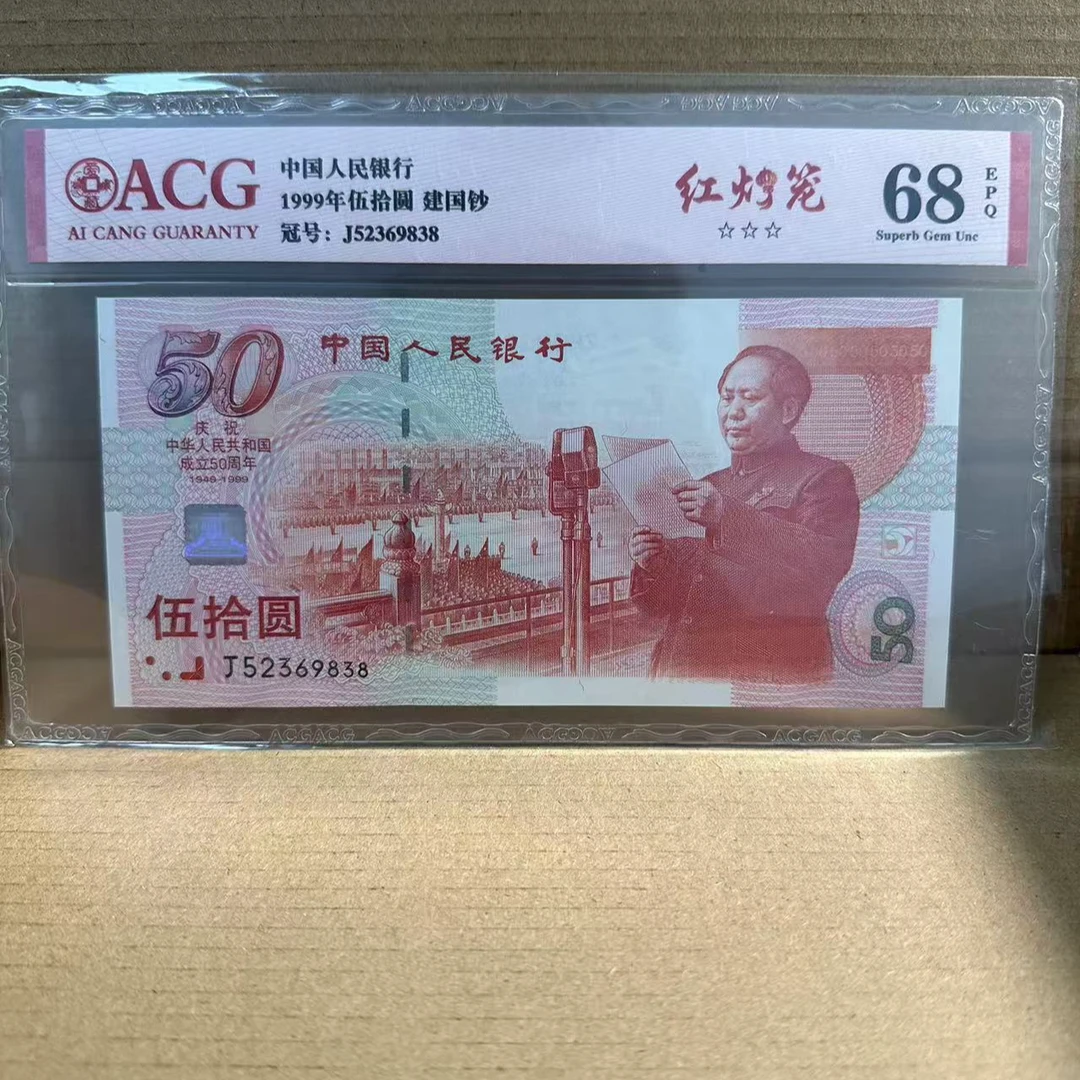 ACG
AI CANG GUARANTY
中国人民银行
1999年伍拾圆 建国钞
冠号：J52369838
红灯笼
☆☆☆
68
EPQ
Superb Gem Unc
50
中国人民银行
庆祝
中华人民共和国
成立50周年
1949-1999
伍拾圆
J52369838
50